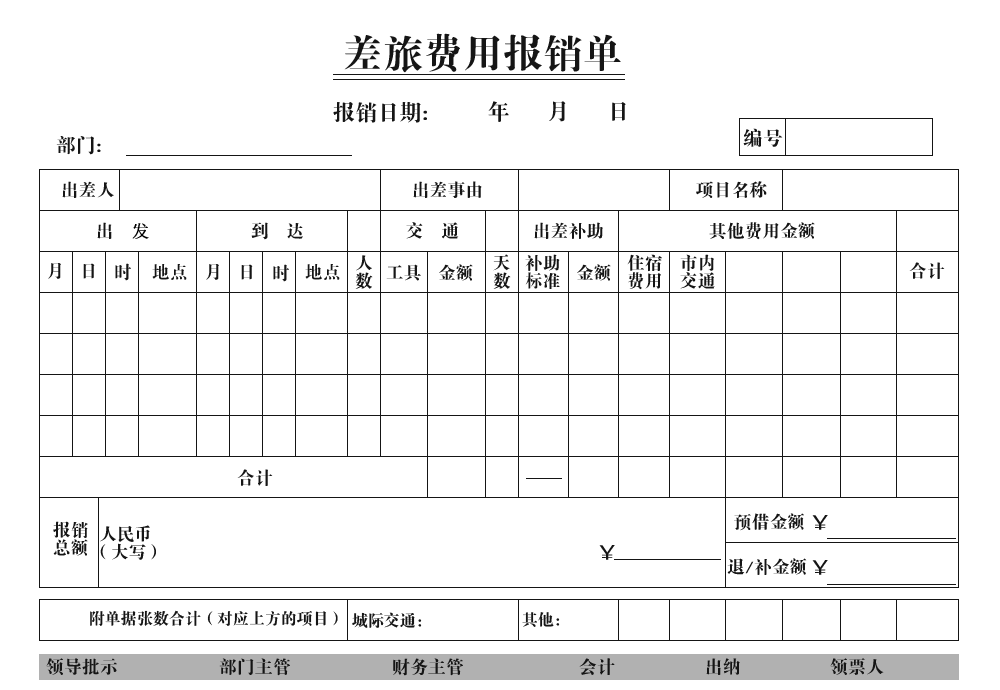 差旅费用报销单
报销日期: 年 月 日
编号
部门:
出差人 出差事由 项目名称
出 发 到 达 交 通 出差补助 其他费用金额
月 日 时 地点 月 日 时 地点 人数 工具 金额 天数 补助标准 金额 住宿费用 市内交通 合计
合计 ——
报销总额
人民币
(大写) ¥
预借金额 ¥
退/补金额 ¥
附单据张数合计(对应上方的项目) 城际交通: 其他:
领导批示 部门主管 财务主管 会计 出纳 领票人